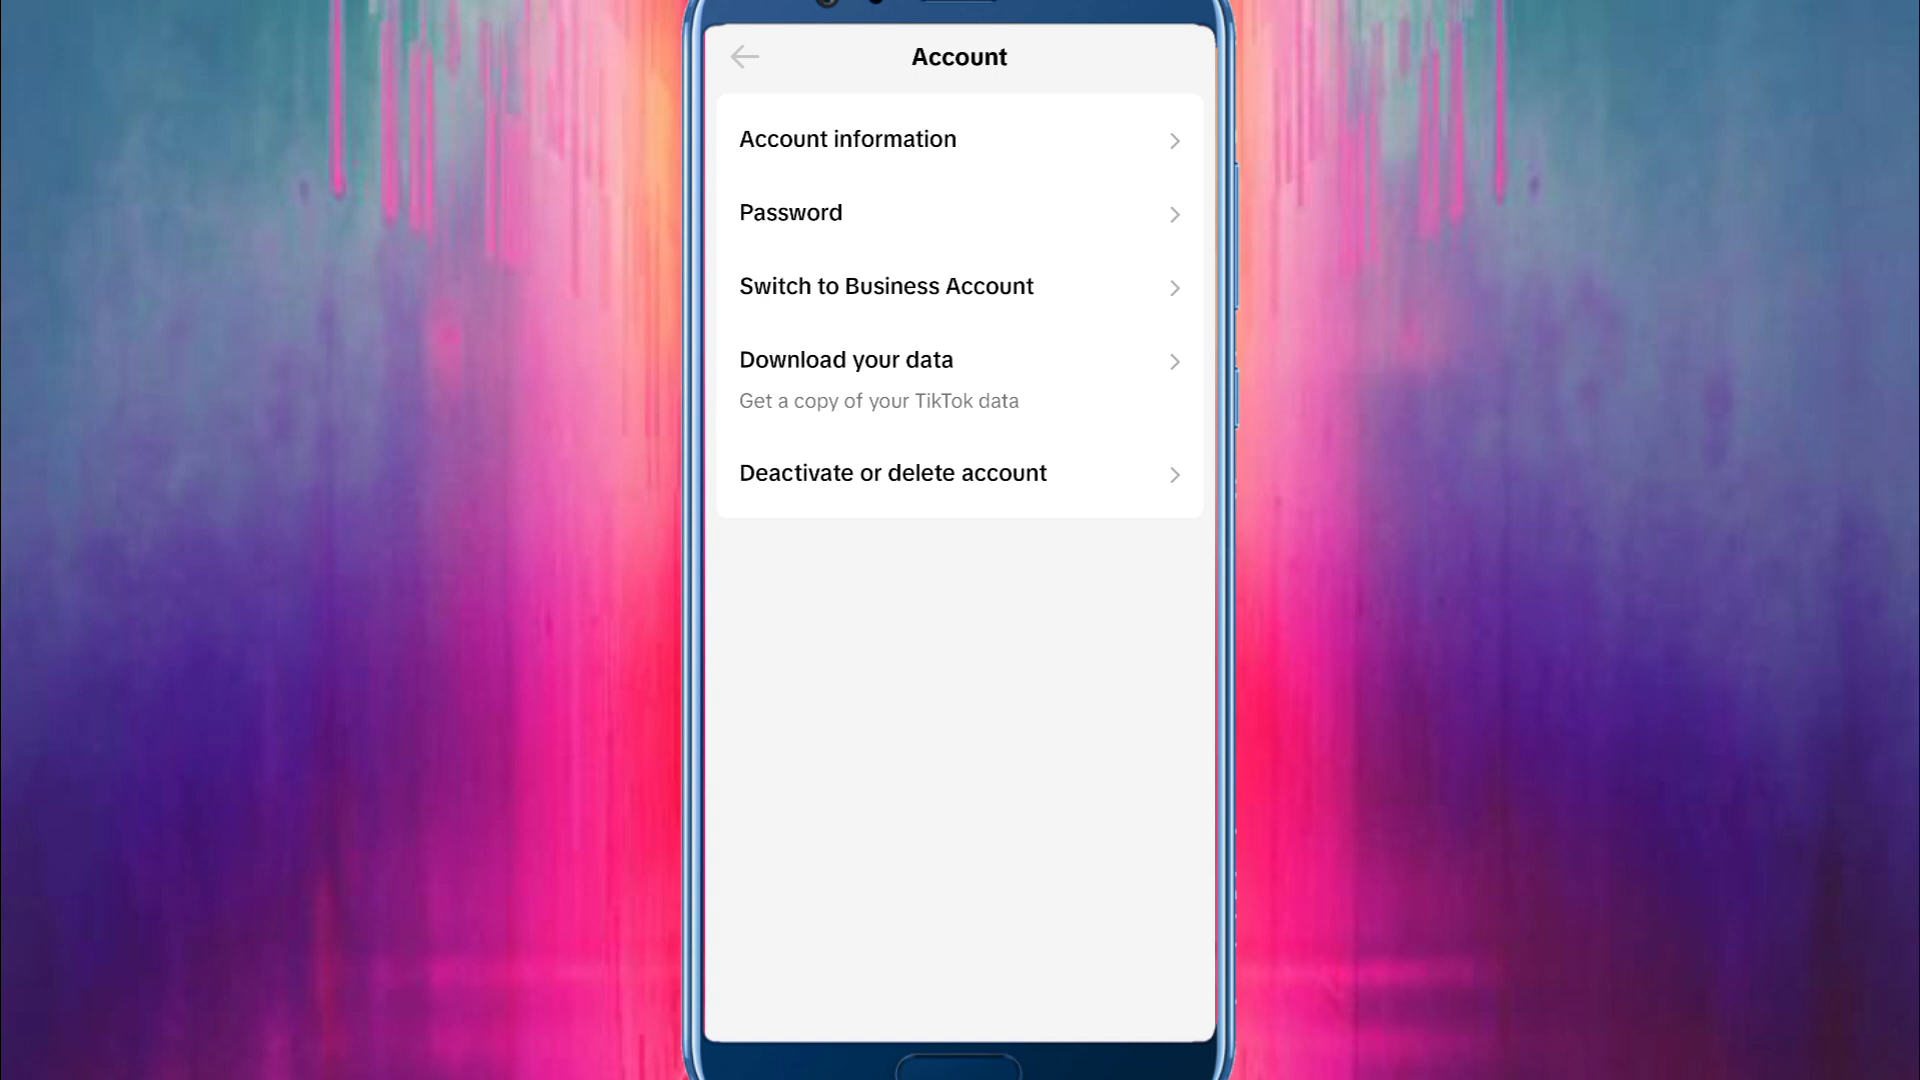 Account
Account information
Password
Switch to Business Account
Download your data
Get a copy of your TikTok data
Deactivate or delete account